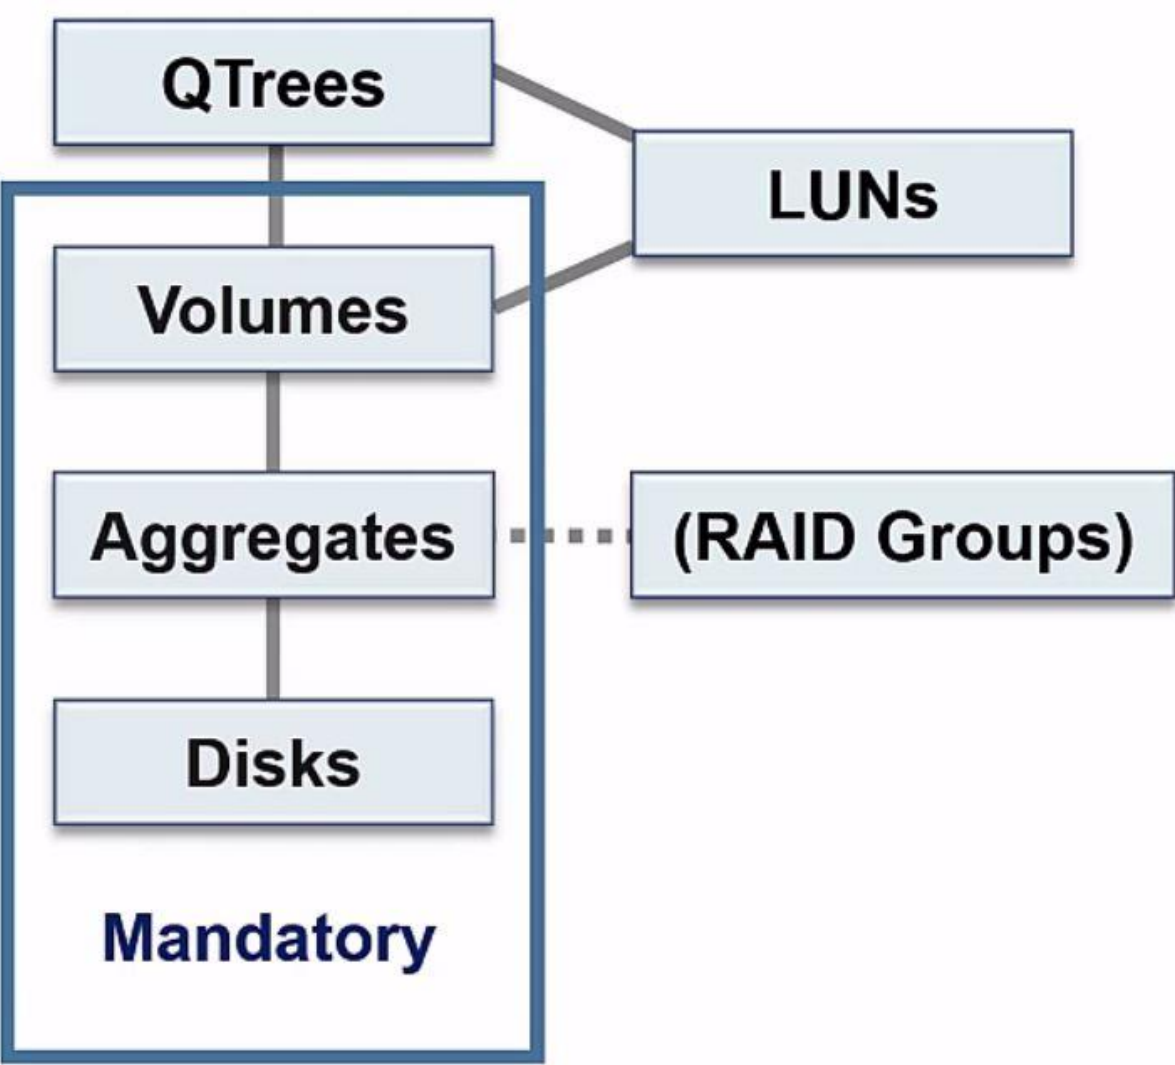 QTrees
LUNs
Volumes
Aggregates
(RAID Groups)
Disks
Mandatory